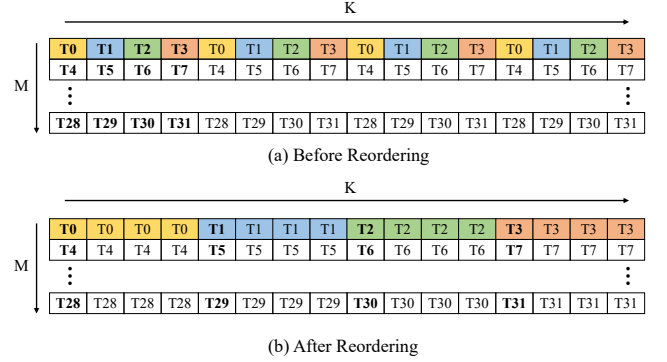 K
T0 T1 T2 T3 T0 T1 T2 T3 T0 T1 T2 T3 T0 T1 T2 T3
T4 T5 T6 T7 T4 T5 T6 T7 T4 T5 T6 T7 T4 T5 T6 T7
M
T28 T29 T30 T31 T28 T29 T30 T31 T28 T29 T30 T31 T28 T29 T30 T31
(a) Before Reordering
K
T0 T0 T0 T0 T1 T1 T1 T1 T2 T2 T2 T2 T3 T3 T3 T3
T4 T4 T4 T4 T5 T5 T5 T5 T6 T6 T6 T6 T7 T7 T7 T7
M
T28 T28 T28 T28 T29 T29 T29 T29 T30 T30 T30 T30 T31 T31 T31 T31
(b) After Reordering